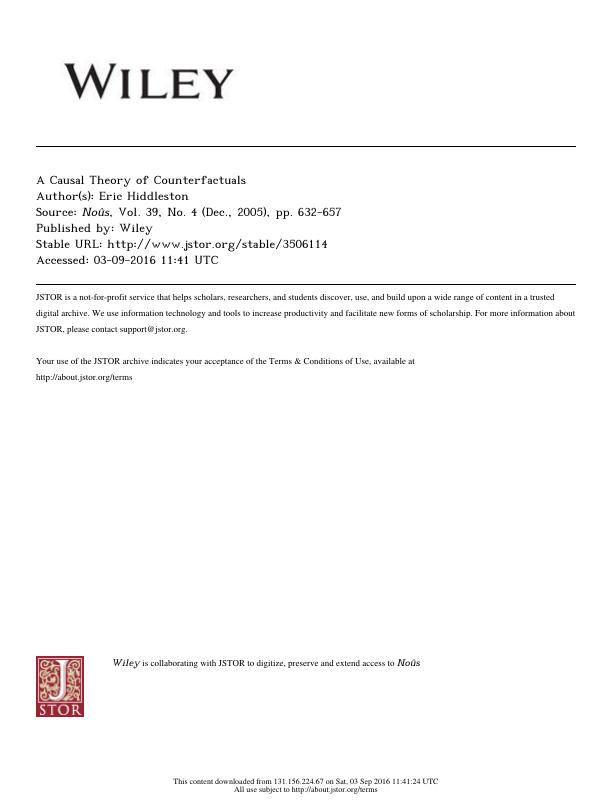 WILEY
A Causal Theory of Counterfactuals
Author(s): Eric Hiddleston
Source: Noûs, Vol. 39, No. 4 (Dec., 2005), pp. 632-657
Published by: Wiley
Stable URL: http://www.jstor.org/stable/3506114
Accessed: 03-09-2016 11:41 UTC
JSTOR is a not-for-profit service that helps scholars, researchers, and students discover, use, and build upon a wide range of content in a trusted
digital archive. We use information technology and tools to increase productivity and facilitate new forms of scholarship. For more information about
JSTOR, please contact support@jstor.org.
Your use of the JSTOR archive indicates your acceptance of the Terms & Conditions of Use, available at
http://about.jstor.org/terms
J
STOR
Wiley is collaborating with JSTOR to digitize, preserve and extend access to Noûs
This content downloaded from 131.156.224.67 on Sat, 03 Sep 2016 11:41:24 UTC
All use subject to http://about.jstor.org/terms